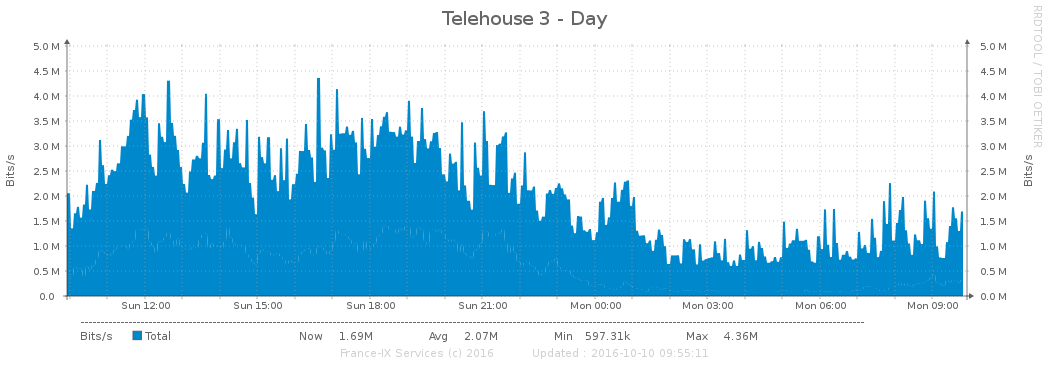 Telehouse 3 - Day
RRDTOOL / TOBI OETIKER
Bits/s
5.0 M
4.5 M
4.0 M
3.5 M
3.0 M
2.5 M
2.0 M
1.5 M
1.0 M
0.5 M
0.0
5.0 M
4.5 M
4.0 M
3.5 M
3.0 M
2.5 M
2.0 M
1.5 M
1.0 M
0.5 M
0.0 M
Bits/s
Sun 12:00 Sun 15:00 Sun 18:00 Sun 21:00 Mon 00:00 Mon 03:00 Mon 06:00 Mon 09:00
Bits/s Total Now 1.69M Avg 2.07M Min 597.31k Max 4.36M
France-IX Services (c) 2016 Updated : 2016-10-10 09:55:11